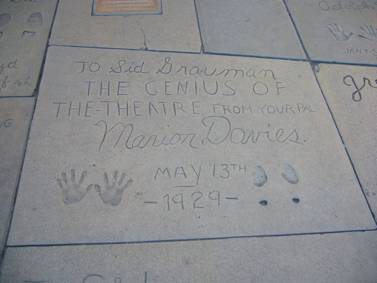 TO Sid Grauman
THE GENIUS OF
THE-THEATRE FROM YOUR PAL
Marion Davies.
MAY 13TH
-1929-